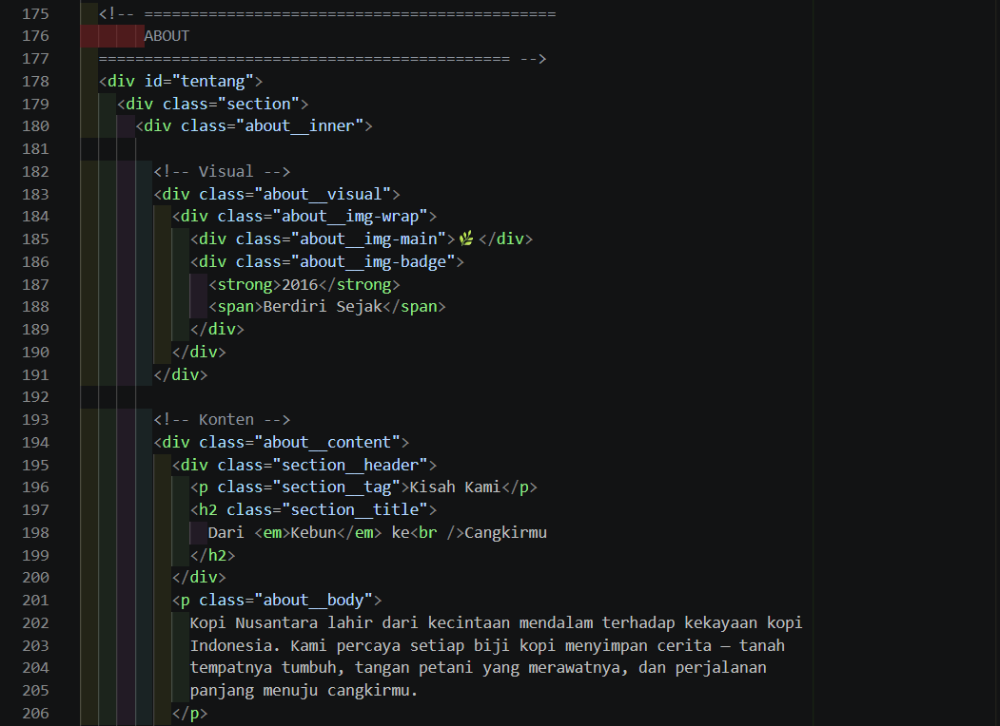 175 <!-- =============================================
176 ABOUT
177 ============================================= -->
178 <div id="tentang">
179 <div class="section">
180 <div class="about__inner">
181
182 <!-- Visual -->
183 <div class="about__visual">
184 <div class="about__img-wrap">
185 <div class="about__img-main">🌿</div>
186 <div class="about__img-badge">
187 <strong>2016</strong>
188 <span>Berdiri Sejak</span>
189 </div>
190 </div>
191 </div>
192
193 <!-- Konten -->
194 <div class="about__content">
195 <div class="section__header">
196 <p class="section__tag">Kisah Kami</p>
197 <h2 class="section__title">
198 Dari <em>Kebun</em> ke<br />Cangkirmu
199 </h2>
200 </div>
201 <p class="about__body">
202 Kopi Nusantara lahir dari kecintaan mendalam terhadap kekayaan kopi
203 Indonesia. Kami percaya setiap biji kopi menyimpan cerita — tanah
204 tempatnya tumbuh, tangan petani yang merawatnya, dan perjalanan
205 panjang menuju cangkirmu.
206 </p>